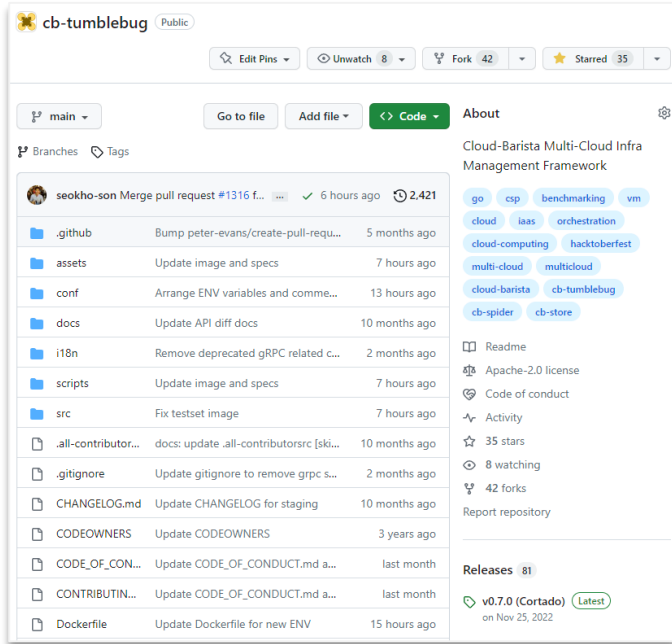 cb-tumblebug Public
Edit Pins Unwatch 8 Fork 42 Starred 35
main Go to file Add file Code
Branches Tags
seokho-son Merge pull request #1316 f... ... 6 hours ago 2,421
.github Bump peter-evans/create-pull-requ... 5 months ago
assets Update image and specs 7 hours ago
conf Arrange ENV variables and comme... 13 hours ago
docs Update API diff docs 10 months ago
i18n Remove deprecated gRPC related c... 2 months ago
scripts Update image and specs 7 hours ago
src Fix testset image 7 hours ago
.all-contributor... docs: update .all-contributorsrc [ski... 10 months ago
.gitignore Update gitignore to remove grpc s... 2 months ago
CHANGELOG.md Update CHANGELOG for staging 10 months ago
CODEOWNERS Update CODEOWNERS 3 years ago
CODE_OF_CON... Update CODE_OF_CONDUCT.md a... last month
CONTRIBUTIN... Update CODE_OF_CONDUCT.md a... last month
Dockerfile Update Dockerfile for new ENV 15 hours ago
About
Cloud-Barista Multi-Cloud Infra
Management Framework
go csp benchmarking vm
cloud iaas orchestration
cloud-computing hacktoberfest
multi-cloud multicloud
cloud-barista cb-tumblebug
cb-spider cb-store
Readme
Apache-2.0 license
Code of conduct
Activity
35 stars
8 watching
42 forks
Report repository
Releases 81
v0.7.0 (Cortado) Latest
on Nov 25, 2022